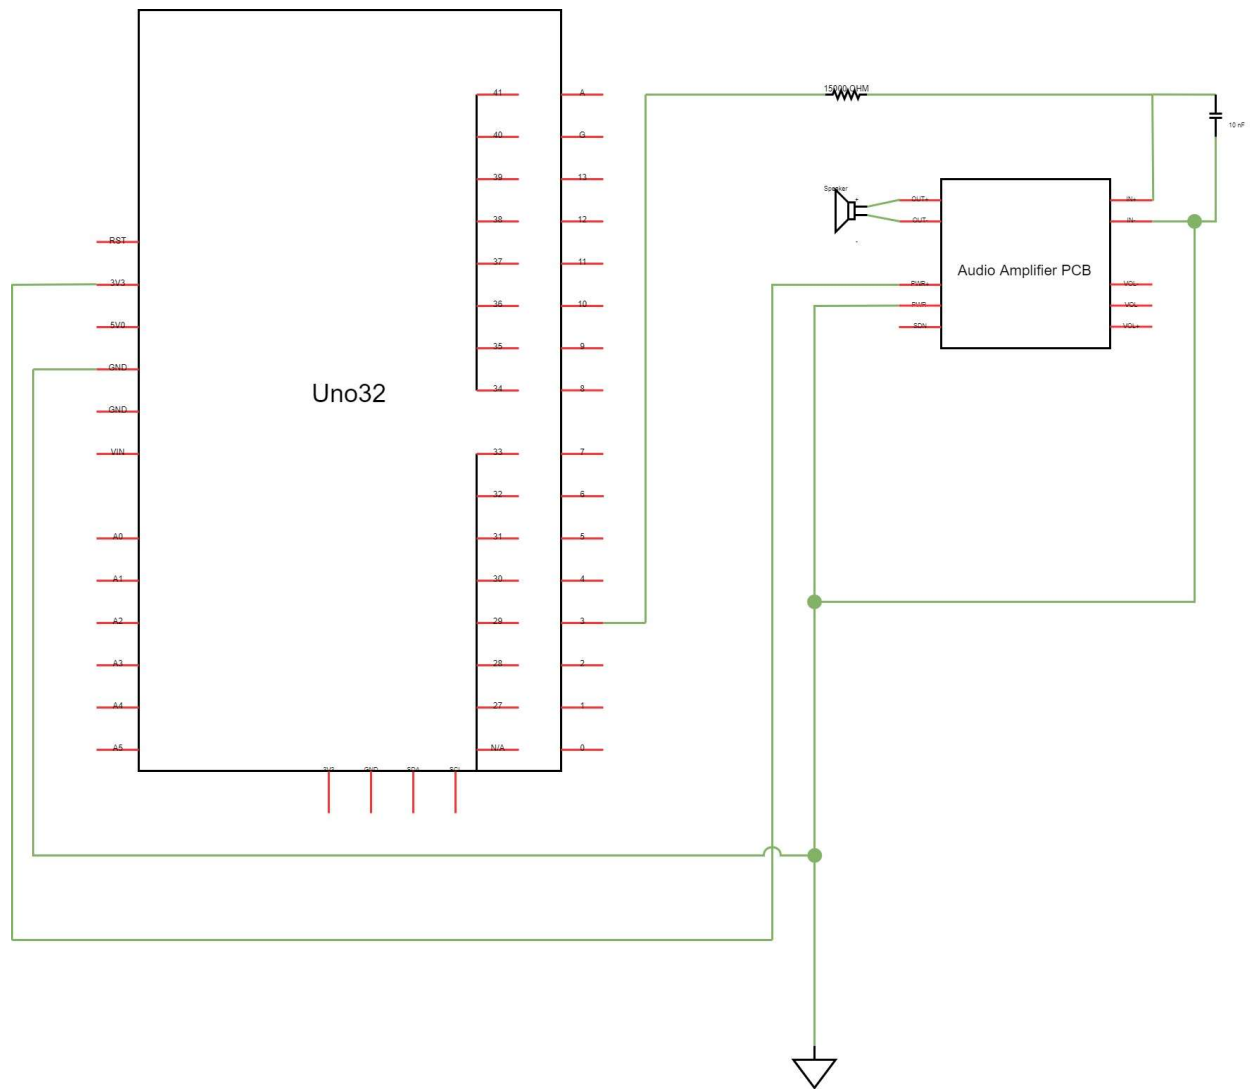 41
A
40
G
39
13
38
12
37
11
36
10
35
9
34
8
33
7
32
6
31
5
30
4
29
3
28
2
27
1
N/A
0
RST
3V3
5V0
GND
GND
VIN
A0
A1
A2
A3
A4
A5
Uno32
3V3
GND
SDA
SCL
15000 OHM
10 nF
Speaker
+
-
OUT+
OUT-
PWR+
PWR-
SDN
Audio Amplifier PCB
IN+
IN-
VOL-
VOL
VOL+